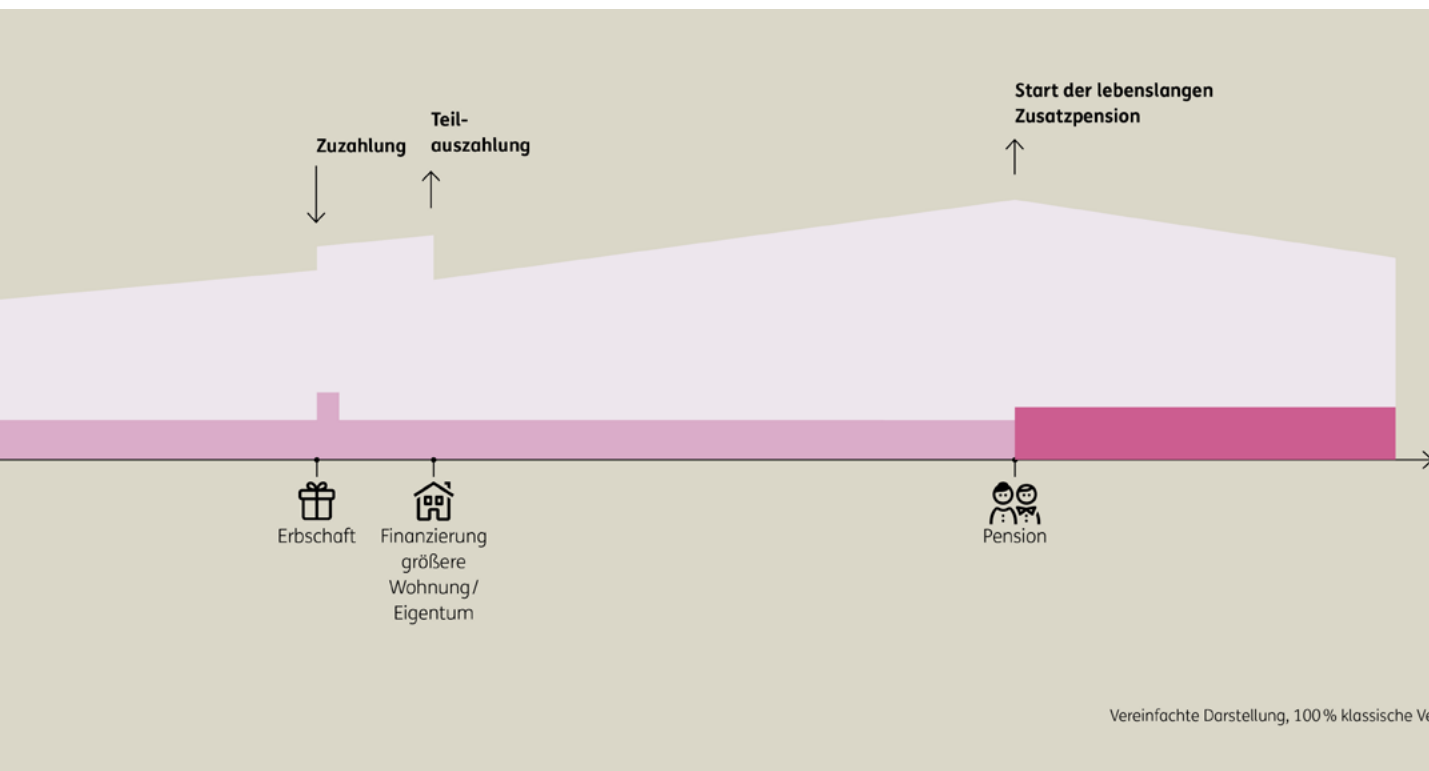 Start der lebenslangen
Zusatzpension
Teil-
auszahlung
Zuzahlung
Erbschaft
Finanzierung
größere
Wohnung/
Eigentum
Pension
Vereinfachte Darstellung, 100 % klassische